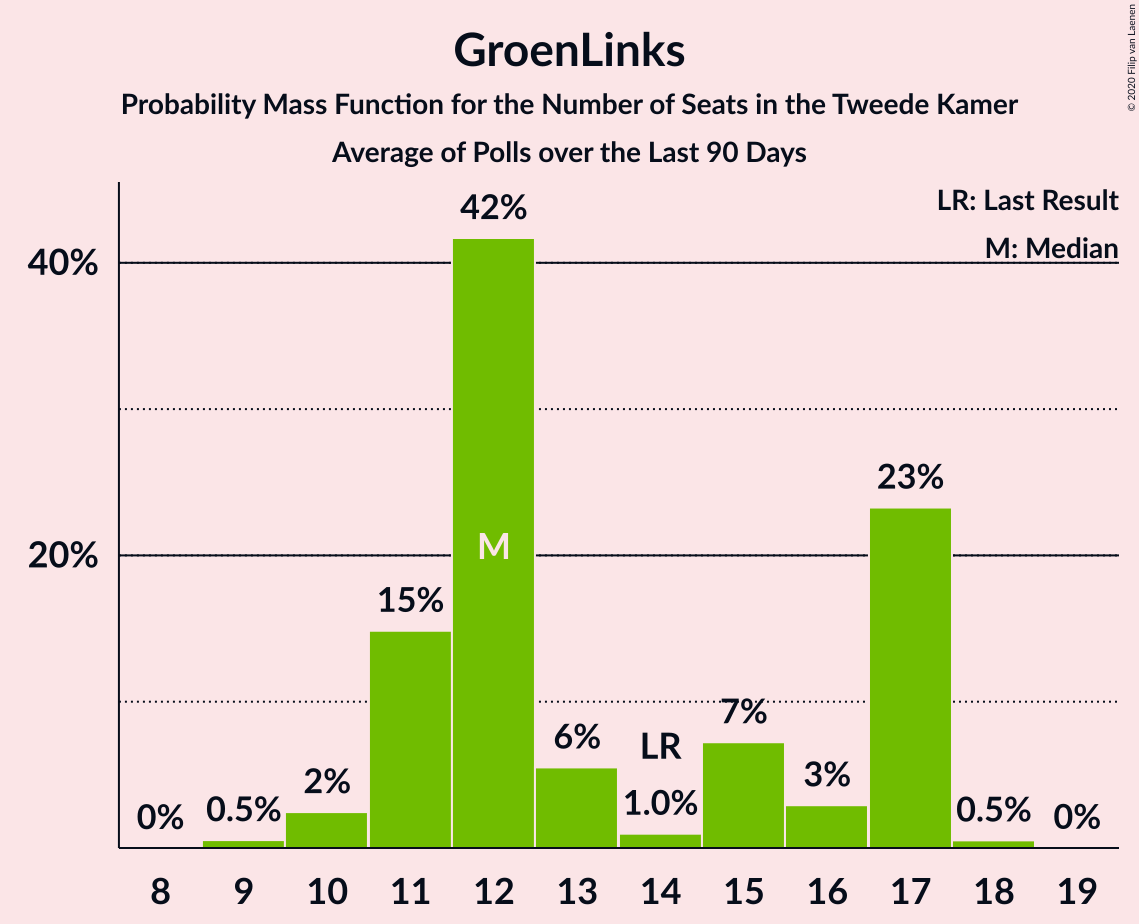 GroenLinks
Probability Mass Function for the Number of Seats in the Tweede Kamer
Average of Polls over the Last 90 Days
© 2020 Filip van Laenen
LR: Last Result
M: Median
40%
20%
0%
0.5%
2%
15%
42%
M
6%
LR
1.0%
7%
3%
23%
0.5%
0%
8 9 10 11 12 13 14 15 16 17 18 19